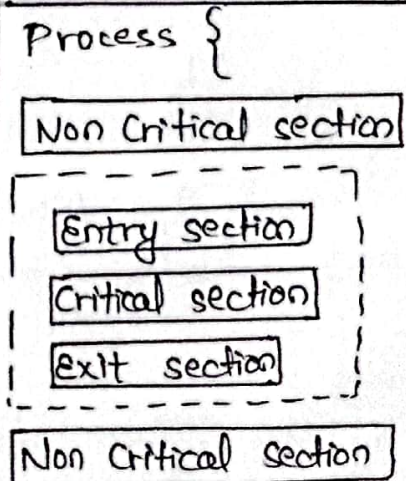 Process {
Non Critical section
Entry section
Critical section
Exit section
Non Critical section